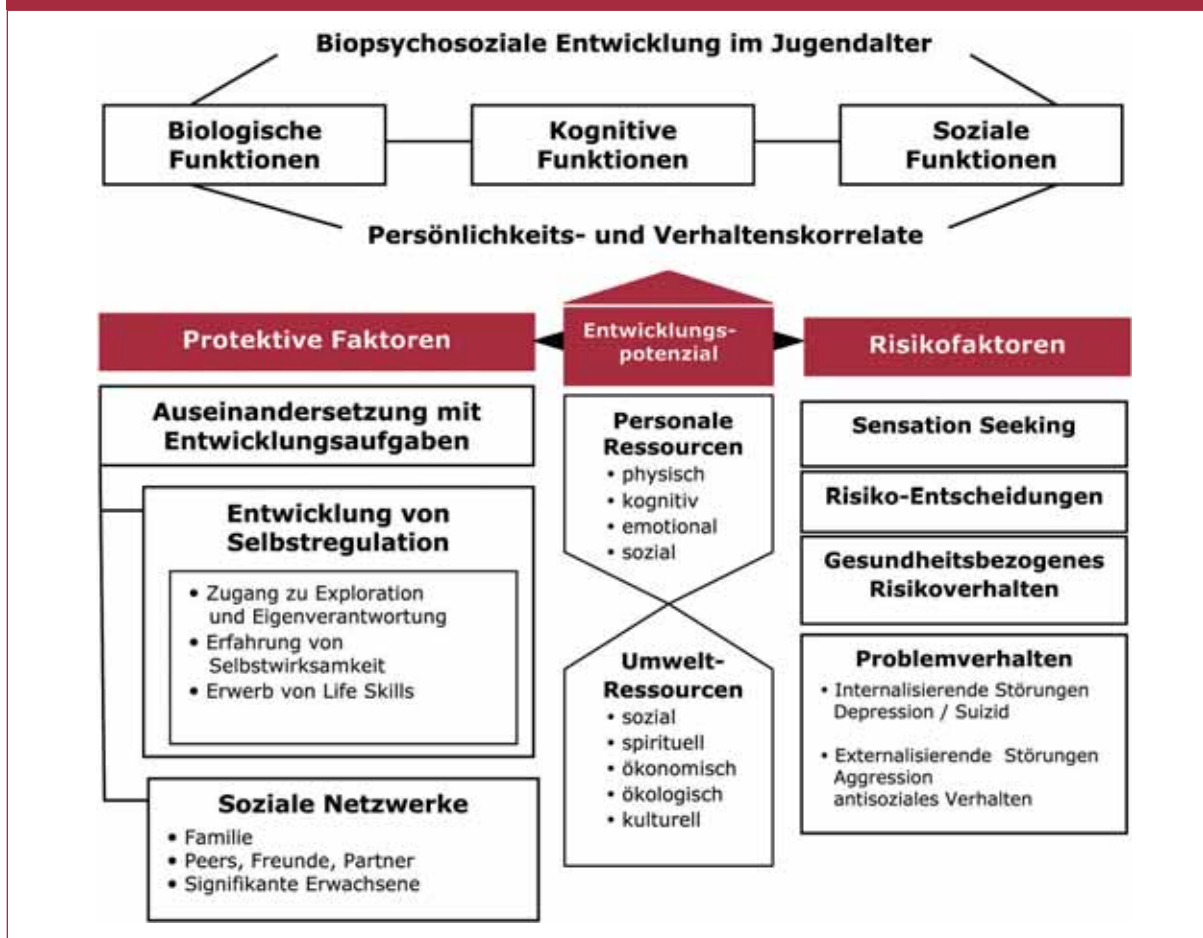 Biopsychosoziale Entwicklung im Jugendalter
Biologische
Funktionen
Kognitive
Funktionen
Soziale
Funktionen
Persönlichkeits- und Verhaltenskorrelate
Protektive Faktoren
Auseinandersetzung mit
Entwicklungsaufgaben
Entwicklung von
Selbstregulation
• Zugang zu Exploration
und Eigenverantwortung
• Erfahrung von
Selbstwirksamkeit
• Erwerb von Life Skills
Soziale Netzwerke
• Familie
• Peers, Freunde, Partner
• Signifikante Erwachsene
Entwicklungs-
potenzial
Personale
Ressourcen
• physisch
• kognitiv
• emotional
• sozial
Umwelt-
Ressourcen
• sozial
• spirituell
• ökonomisch
• ökologisch
• kulturell
Risikofaktoren
Sensation Seeking
Risiko-Entscheidungen
Gesundheitsbezogenes
Risikoverhalten
Problemverhalten
• Internalisierende Störungen
Depression / Suizid
• Externalisierende Störungen
Aggression
antisoziales Verhalten